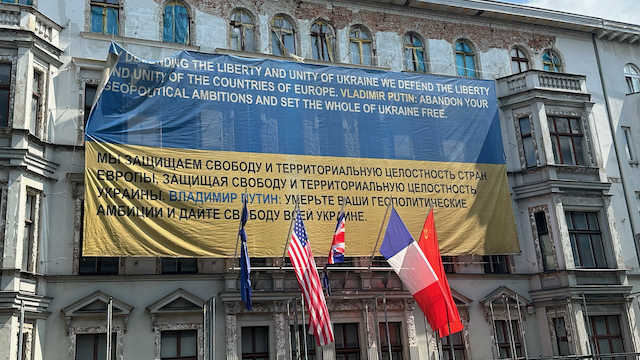 DEFENDING THE LIBERTY AND UNITY OF UKRAINE WE DEFEND THE LIBERTY
AND UNITY OF THE COUNTRIES OF EUROPE. VLADIMIR PUTIN: ABANDON YOUR
GEOPOLITICAL AMBITIONS AND SET THE WHOLE OF UKRAINE FREE.
МЫ ЗАЩИЩАЕМ СВОБОДУ И ТЕРРИТОРИАЛЬНУЮ ЦЕЛОСТНОСТЬ СТРАН
ЕВРОПЫ, ЗАЩИЩАЯ СВОБОДУ И ТЕРРИТОРИАЛЬНУЮ ЦЕЛОСТНОСТЬ
УКРАИНЫ. ВЛАДИМИР ПУТИН: УМЕРЬТЕ ВАШИ ГЕОПОЛИТИЧЕСКИЕ
АМБИЦИИ И ДАЙТЕ СВОБОДУ ВСЕЙ УКРАИНЕ.